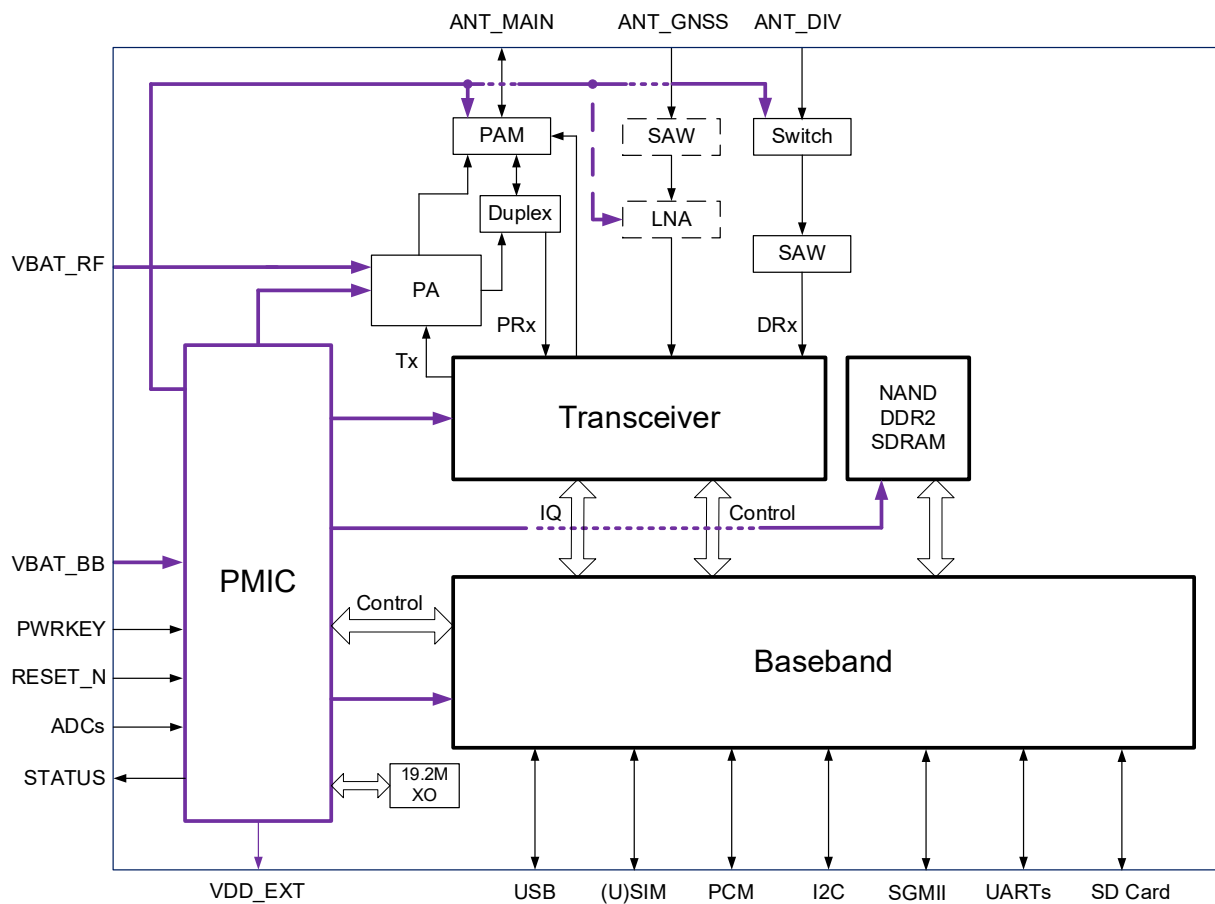 ANT_MAIN
ANT_GNSS
ANT_DIV
PAM
SAW
Switch
Duplex
LNA
SAW
VBAT_RF
PA
PRx
DRx
Tx
Transceiver
NAND
DDR2
SDRAM
IQ
Control
VBAT_BB
PMIC
Control
PWRKEY
Baseband
RESET_N
ADCs
STATUS
19.2M
XO
VDD_EXT
USB
(U)SIM
PCM
I2C
SGMII
UARTs
SD Card